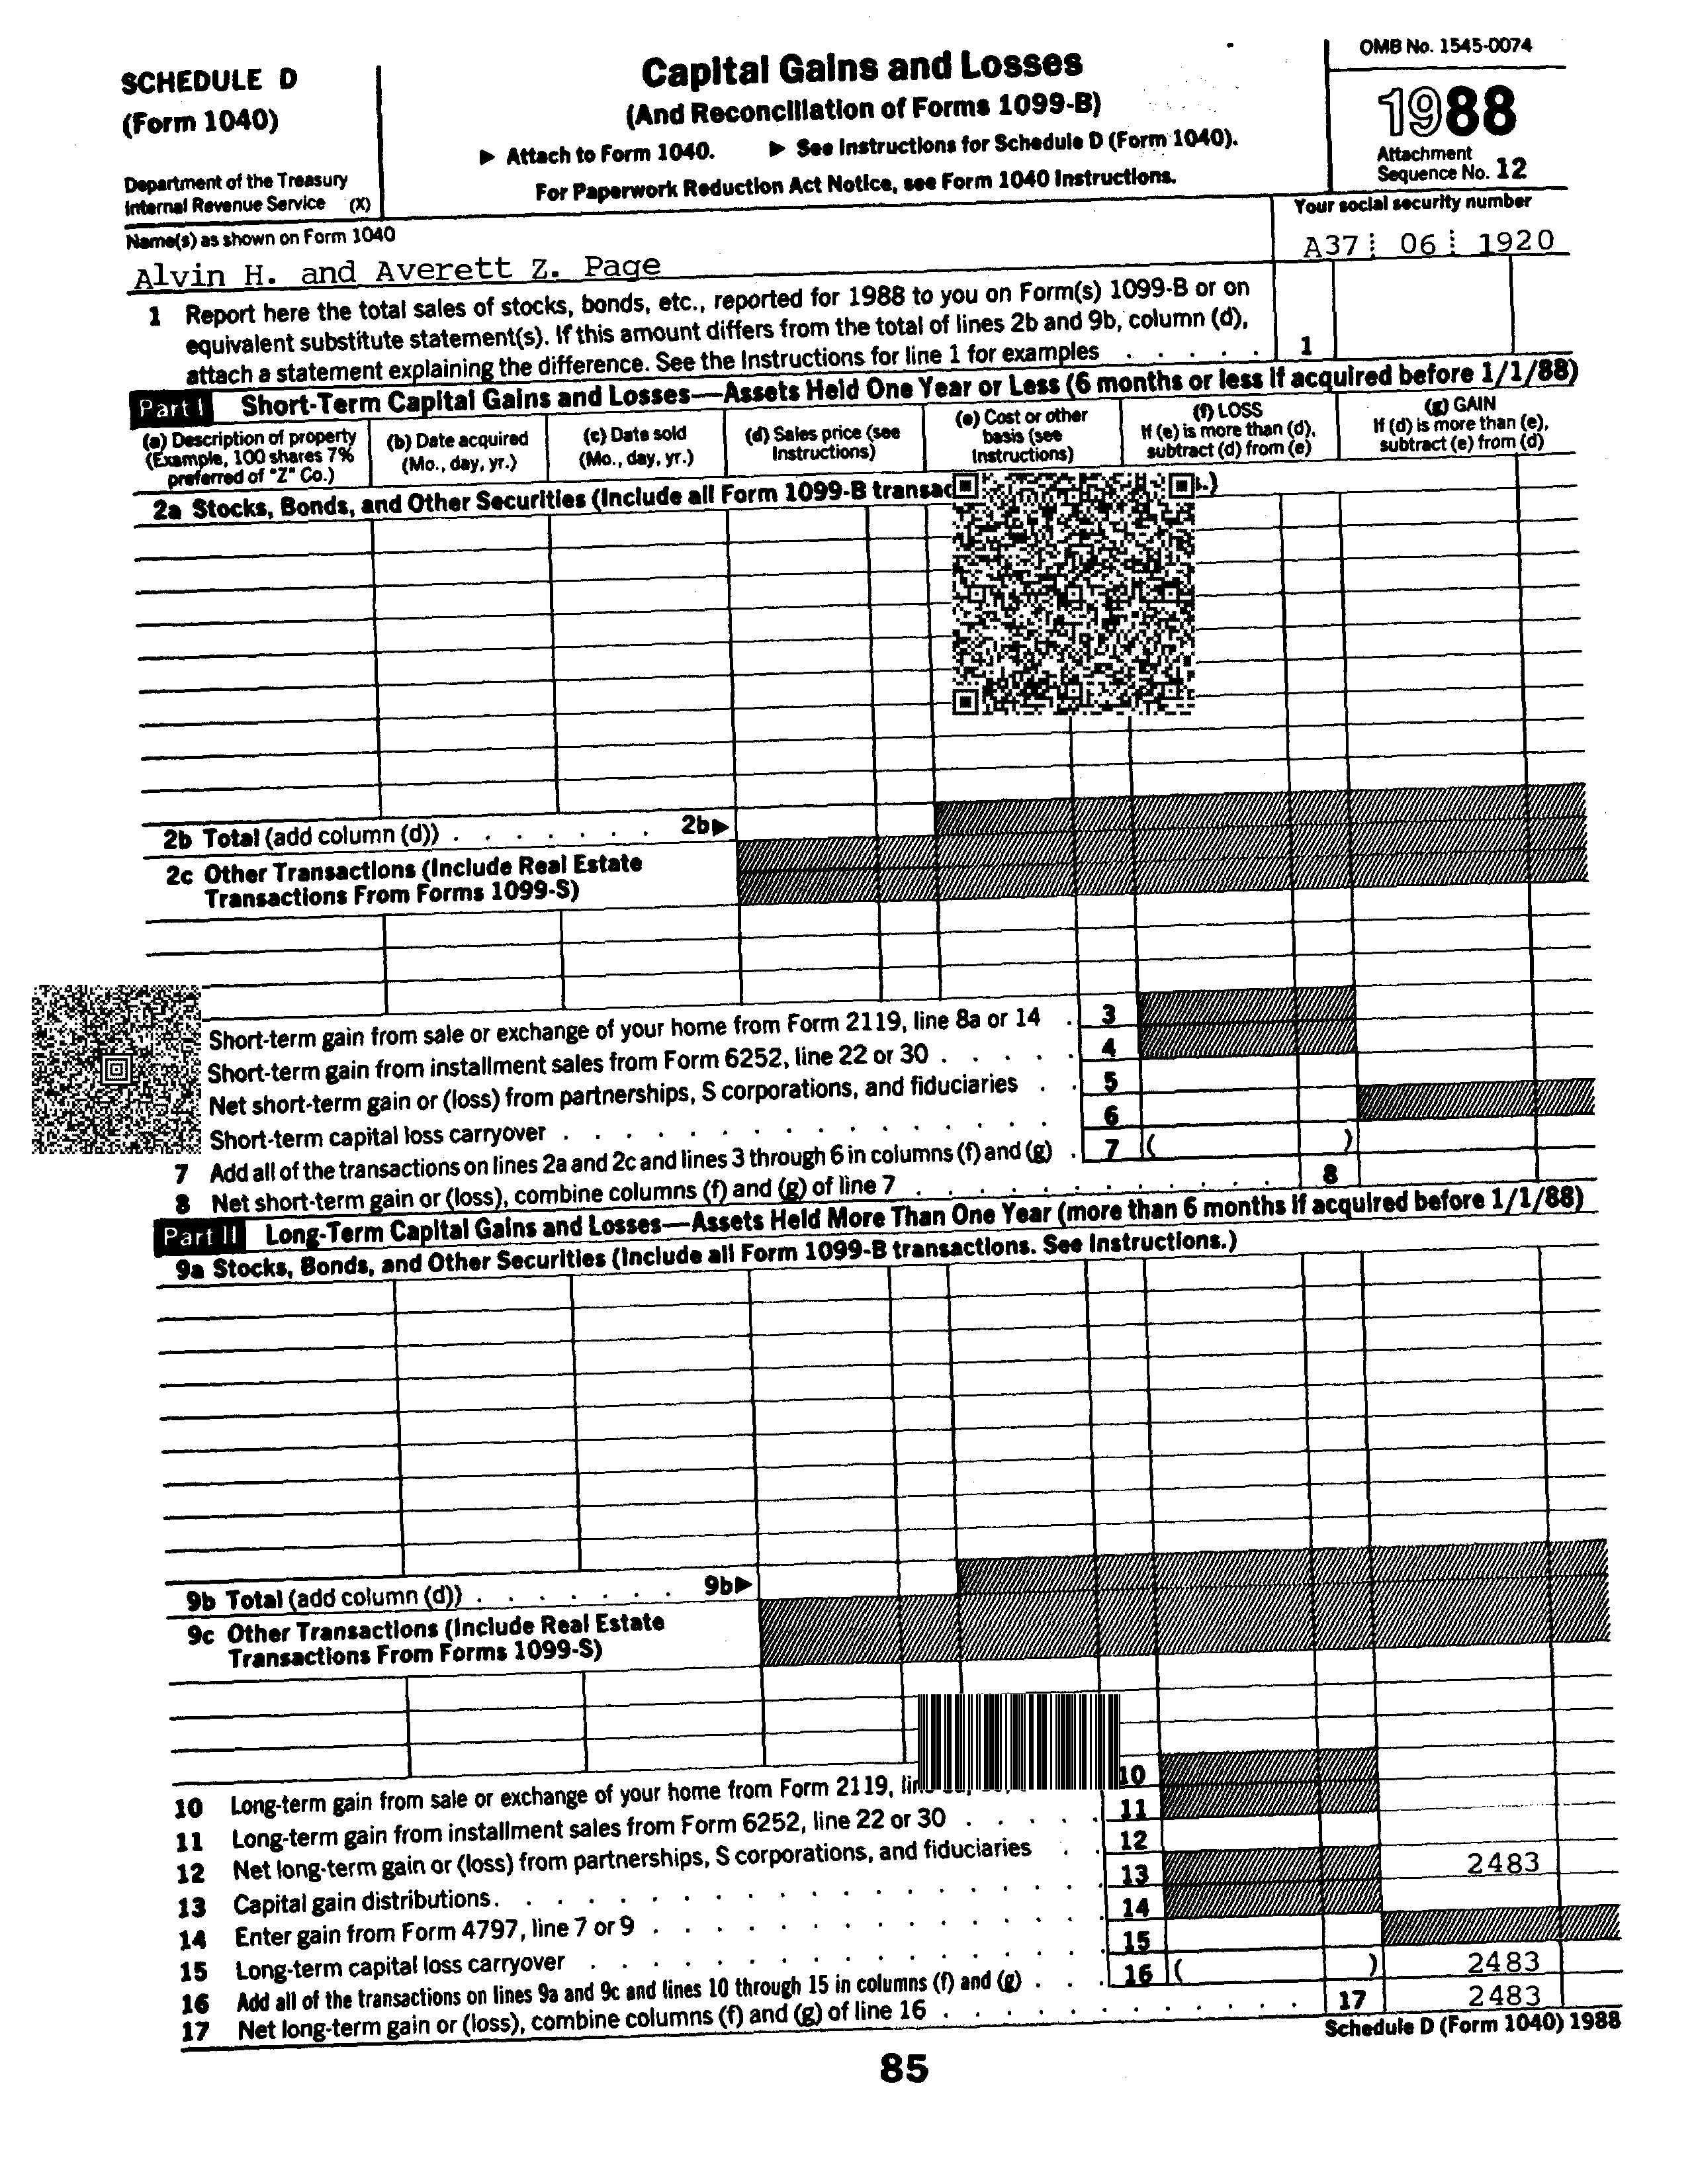 SCHEDULE D
(Form 1040)
Department of the Treasury
Internal Revenue Service (X)
Capital Gains and Losses
(And Reconciliation of Forms 1099-B)
▶ Attach to Form 1040. ▶ See Instructions for Schedule D (Form 1040).
For Paperwork Reduction Act Notice, see Form 1040 Instructions.
OMB No. 1545-0074
1988
Attachment
Sequence No. 12
Name(s) as shown on Form 1040
Alvin H. and Averett Z. Page
Your social security number
A37 06 1920
1 Report here the total sales of stocks, bonds, etc., reported for 1988 to you on Form(s) 1099-B or on
equivalent substitute statement(s). If this amount differs from the total of lines 2b and 9b, column (d),
attach a statement explaining the difference. See the Instructions for line 1 for examples . . . . . 1
Part I Short-Term Capital Gains and Losses—Assets Held One Year or Less (6 months or less if acquired before 1/1/88)
(a) Description of property
(Example, 100 shares 7%
preferred of "Z" Co.)
(b) Date acquired
(Mo., day, yr.)
(c) Date sold
(Mo., day, yr.)
(d) Sales price (see
Instructions)
(e) Cost or other
basis (see
Instructions)
(f) LOSS
If (e) is more than (d),
subtract (d) from (e)
(g) GAIN
If (d) is more than (e),
subtract (e) from (d)
2a Stocks, Bonds, and Other Securities (Include all Form 1099-B .)
2b Total (add column (d)) . . . . . . . 2b▶
2c Other Transactions (Include Real Estate
Transactions From Forms 1099-S)
Short-term gain from sale or exchange of your home from Form 2119, line 8a or 14 . 3
Short-term gain from installment sales from Form 6252, line 22 or 30 . . . . . 4
Net short-term gain or (loss) from partnerships, S corporations, and fiduciaries . . 5
Short-term capital loss carryover . . . . . . . . . . . . . . . . 6
7 Add all of the transactions on lines 2a and 2c and lines 3 through 6 in columns (f) and (g) . 7 ( )
8 Net short-term gain or (loss), combine columns (f) and (g) of line 7 . . . . . . . . . . . . 8
Part II Long-Term Capital Gains and Losses—Assets Held More Than One Year (more than 6 months if acquired before 1/1/88)
9a Stocks, Bonds, and Other Securities (Include all Form 1099-B transactions. See Instructions.)
9b Total (add column (d)) . . . . . . . 9b▶
9c Other Transactions (Include Real Estate
Transactions From Forms 1099-S)
10 Long-term gain from sale or exchange of your home from Form 2119, 10
11 Long-term gain from installment sales from Form 6252, line 22 or 30 . . . . . 11
12 Net long-term gain or (loss) from partnerships, S corporations, and fiduciaries . . 12
13 Capital gain distributions . . . . . . . . . . . . . . . . . . . 13 2483
14 Enter gain from Form 4797, line 7 or 9 . . . . . . . . . . . . . . 14
15 Long-term capital loss carryover . . . . . . . . . . . . . . . . 15
16 Add all of the transactions on lines 9a and 9c and lines 10 through 15 in columns (f) and (g) . . . 16 ( ) 2483
17 Net long-term gain or (loss), combine columns (f) and (g) of line 16 . . . . . . . . . . . . 17 2483
Schedule D (Form 1040) 1988
85